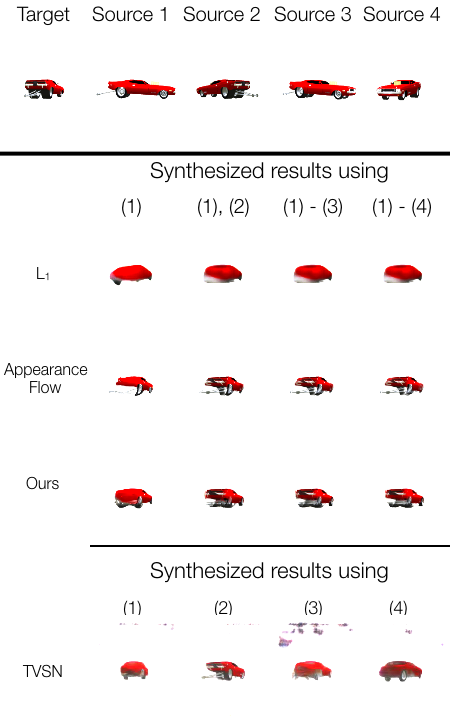 Target Source 1 Source 2 Source 3 Source 4
Synthesized results using
(1) (1), (2) (1) - (3) (1) - (4)
L₁
Appearance
Flow
Ours
Synthesized results using
(1) (2) (3) (4)
TVSN